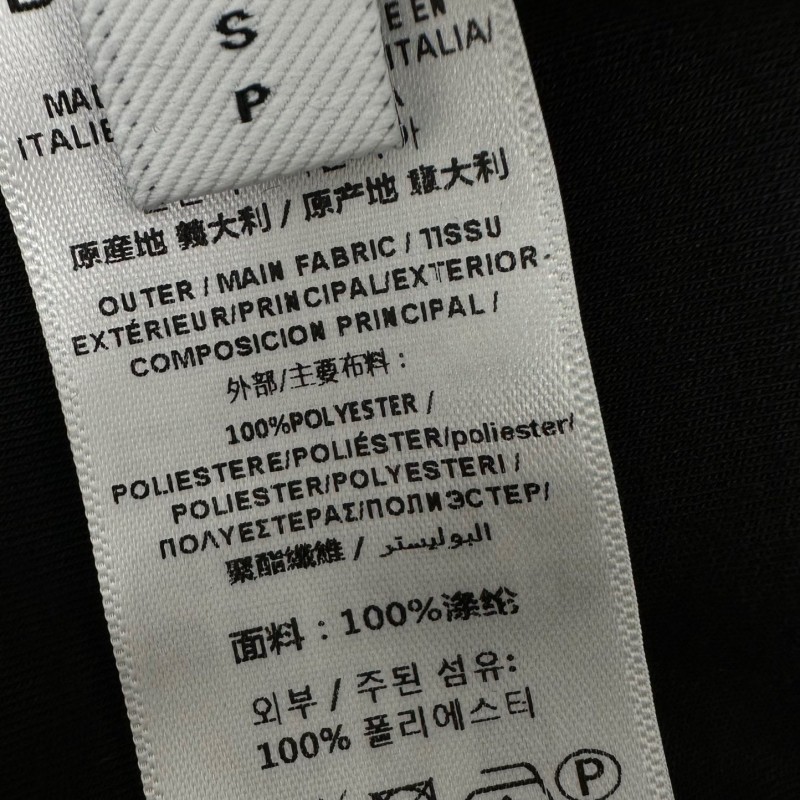 S
P
E EN
ITALIA/
MAD
ITALIE
原産地 義大利 / 原产地 意大利
OUTER / MAIN FABRIC / TISSU
EXTÉRIEUR/PRINCIPAL/EXTERIOR-
COMPOSICION PRINCIPAL /
外部/主要布料：
100%POLYESTER /
POLIESTERE/POLIÉSTER/poliester/
POLIESTER/POLYESTERI /
ΠΟΛΥΕΣΤΕΡΑΣ/ПОЛИЭСТЕР/
聚酯纖維 / البوليستر
面料：100%涤纶
외부 / 주된 섬유:
100% 폴리에스터
P